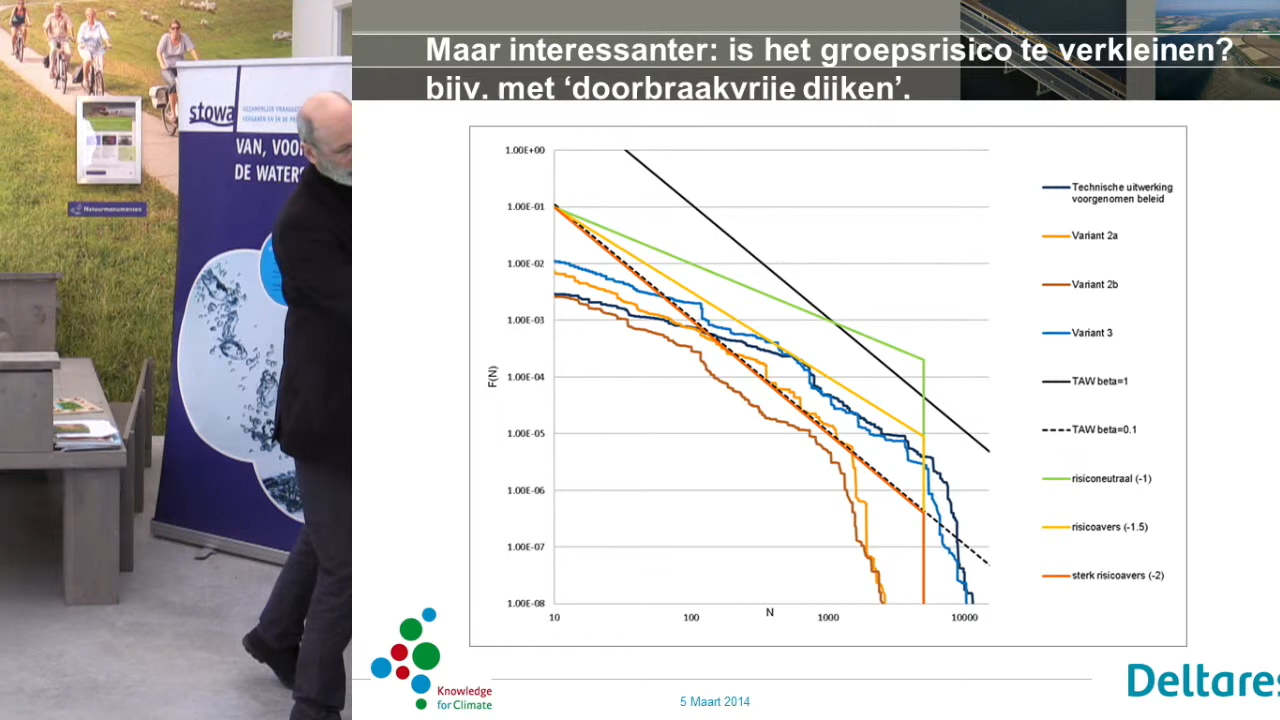 Maar interessanter: is het groepsrisico te verkleinen?
bijv. met ‘doorbraakvrije dijken’.
stowa
VAN, VOO
DE WATERS
Natuurmonumenten
1.00E+00
1.00E-01
1.00E-02
1.00E-03
1.00E-04
1.00E-05
1.00E-06
1.00E-07
1.00E-08
F(N)
10
100
1000
10000
N
Technische uitwerking
voorgenomen beleid
Variant 2a
Variant 2b
Variant 3
TAW beta=1
TAW beta=0.1
risiconeutraal (-1)
risicoavers (-1.5)
sterk risicoavers (-2)
Knowledge
for Climate
5 Maart 2014
Deltares